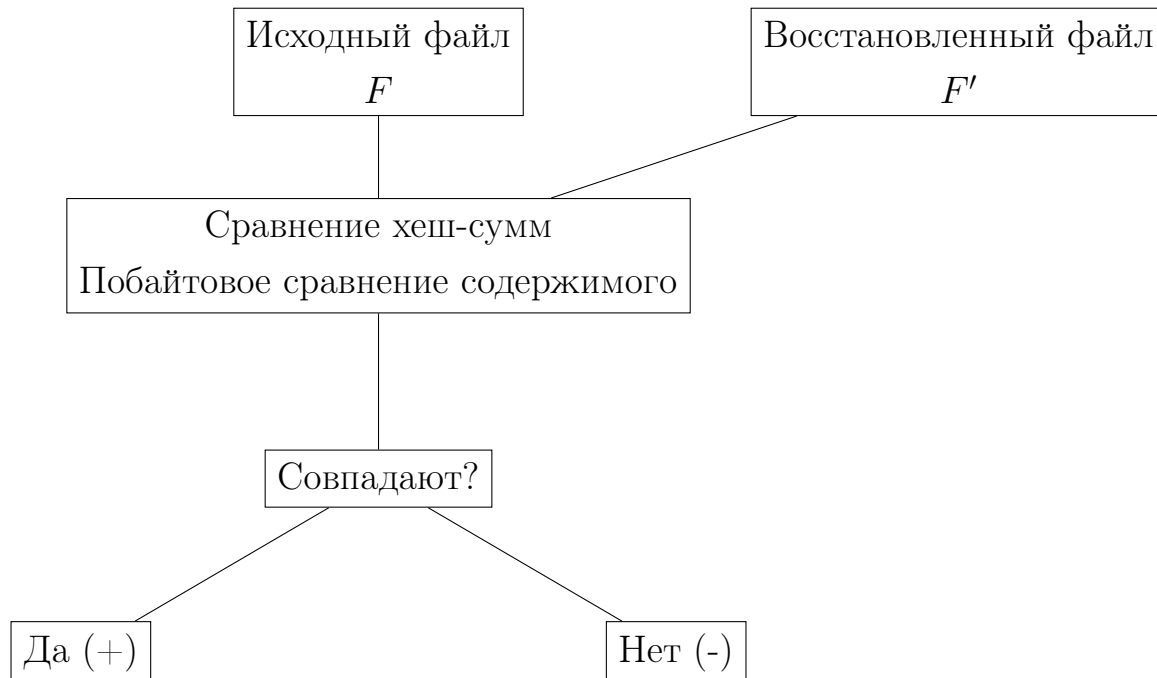 Исходный файл
F
Восстановленный файл
F′
Сравнение хеш-сумм
Побайтовое сравнение содержимого
Совпадают?
Да (+)
Нет (-)